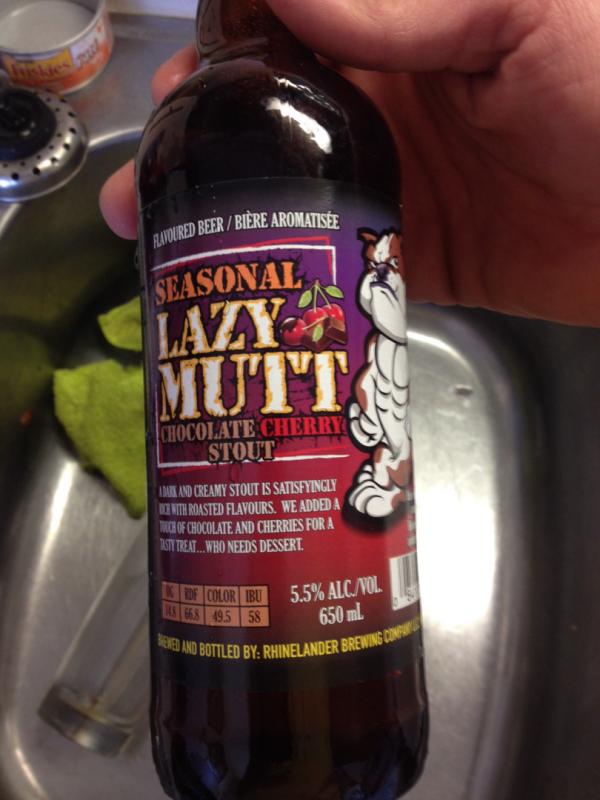 Friskies
FLAVOURED BEER / BIÈRE AROMATISÉE
SEASONAL
LAZY
MUTT
CHOCOLATE CHERRY
STOUT
A DARK AND CREAMY STOUT IS SATISFYINGLY
RICH WITH ROASTED FLAVOURS. WE ADDED A
TOUCH OF CHOCOLATE AND CHERRIES FOR A
TASTY TREAT...WHO NEEDS DESSERT.
OG RDF COLOR IBU
14.8 66.8 49.5 58
5.5% ALC./VOL.
650 mL
BREWED AND BOTTLED BY: RHINELANDER BREWING COMPANY